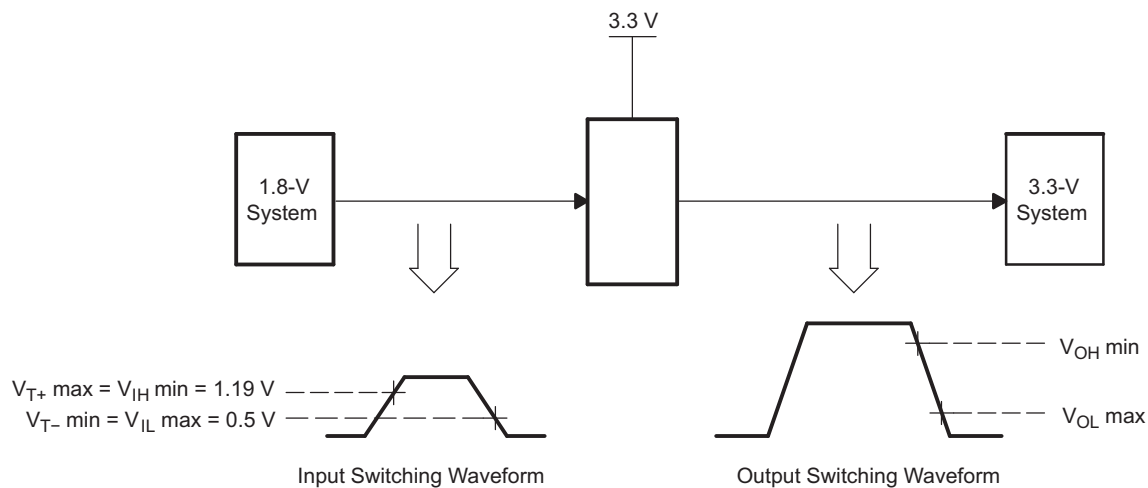 3.3 V
1.8-V
System
3.3-V
System
V_T+ max = V_IH min = 1.19 V
V_T– min = V_IL max = 0.5 V
V_OH min
V_OL max
Input Switching Waveform
Output Switching Waveform